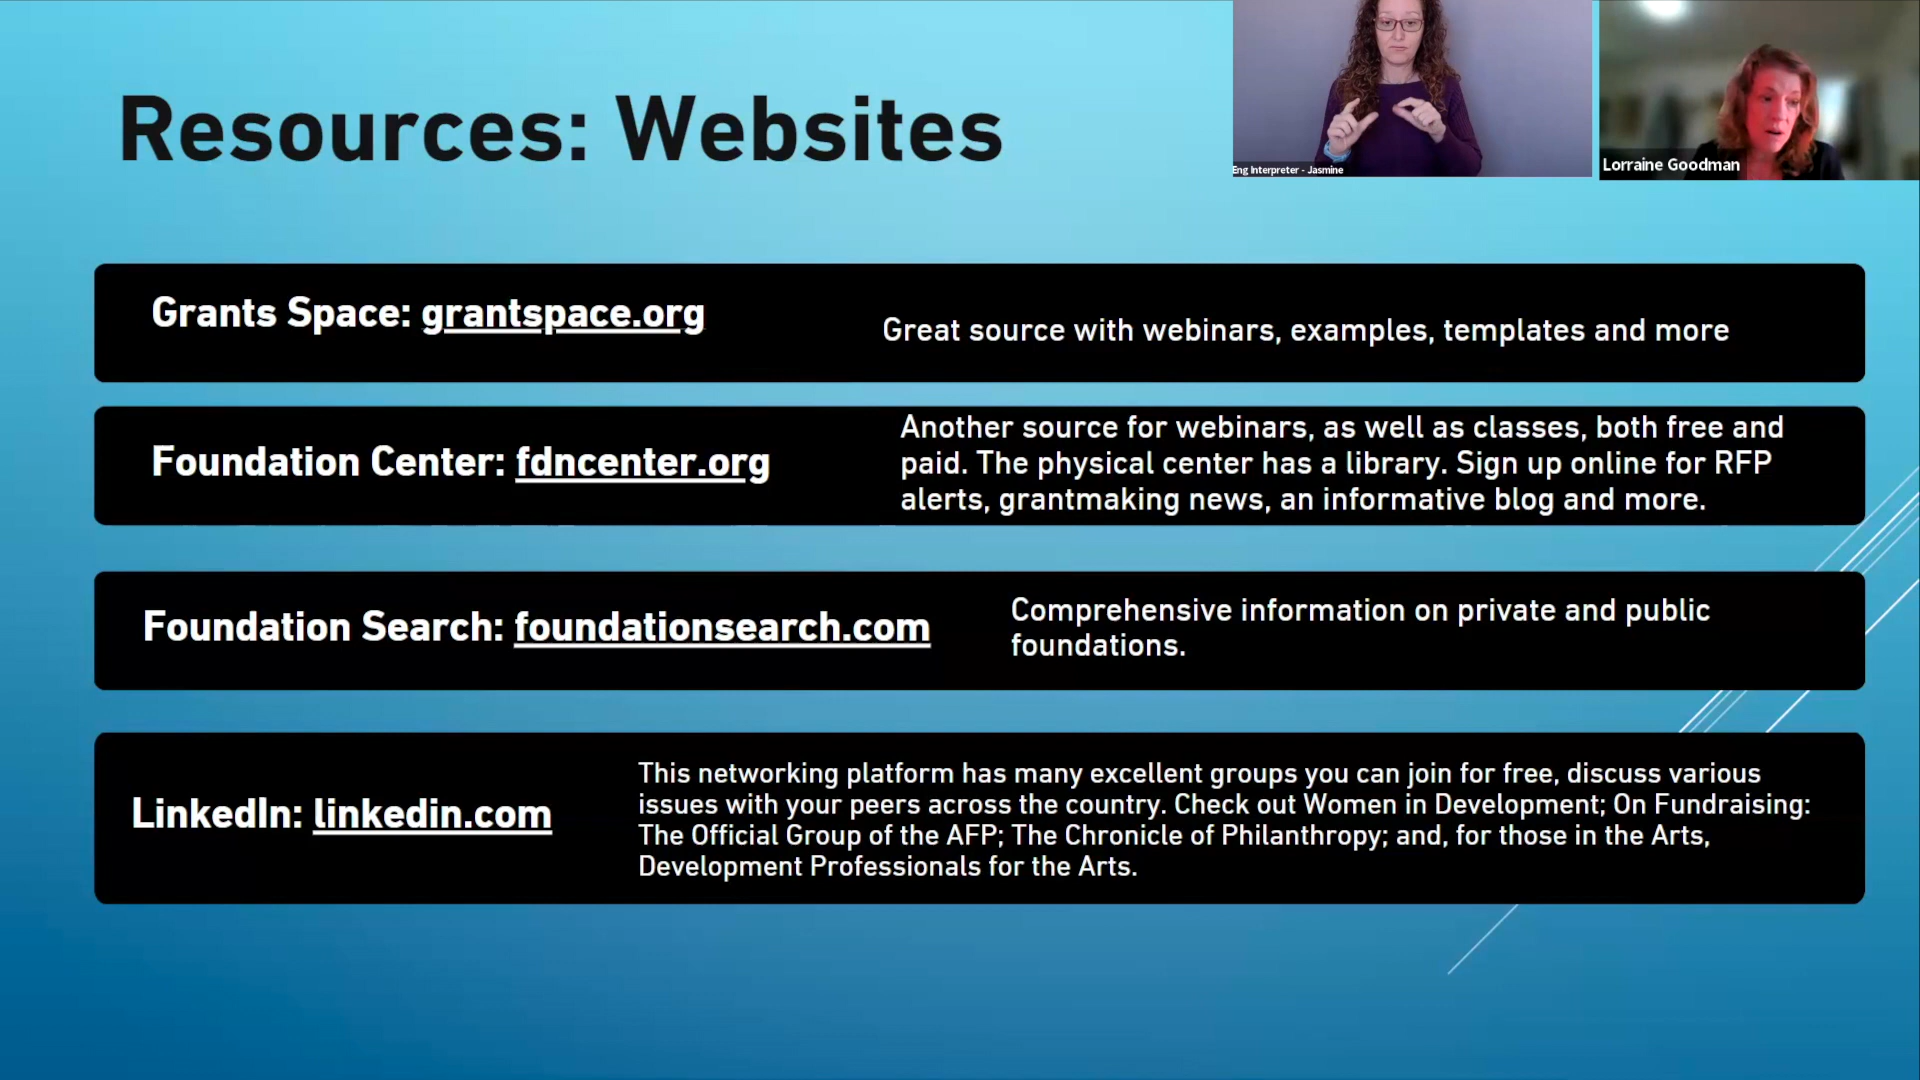 Resources: Websites
Eng Interpreter - Jasmine
Lorraine Goodman
Grants Space: grantspace.org
Great source with webinars, examples, templates and more
Foundation Center: fdncenter.org
Another source for webinars, as well as classes, both free and
paid. The physical center has a library. Sign up online for RFP
alerts, grantmaking news, an informative blog and more.
Foundation Search: foundationsearch.com
Comprehensive information on private and public
foundations.
LinkedIn: linkedin.com
This networking platform has many excellent groups you can join for free, discuss various
issues with your peers across the country. Check out Women in Development; On Fundraising:
The Official Group of the AFP; The Chronicle of Philanthropy; and, for those in the Arts,
Development Professionals for the Arts.